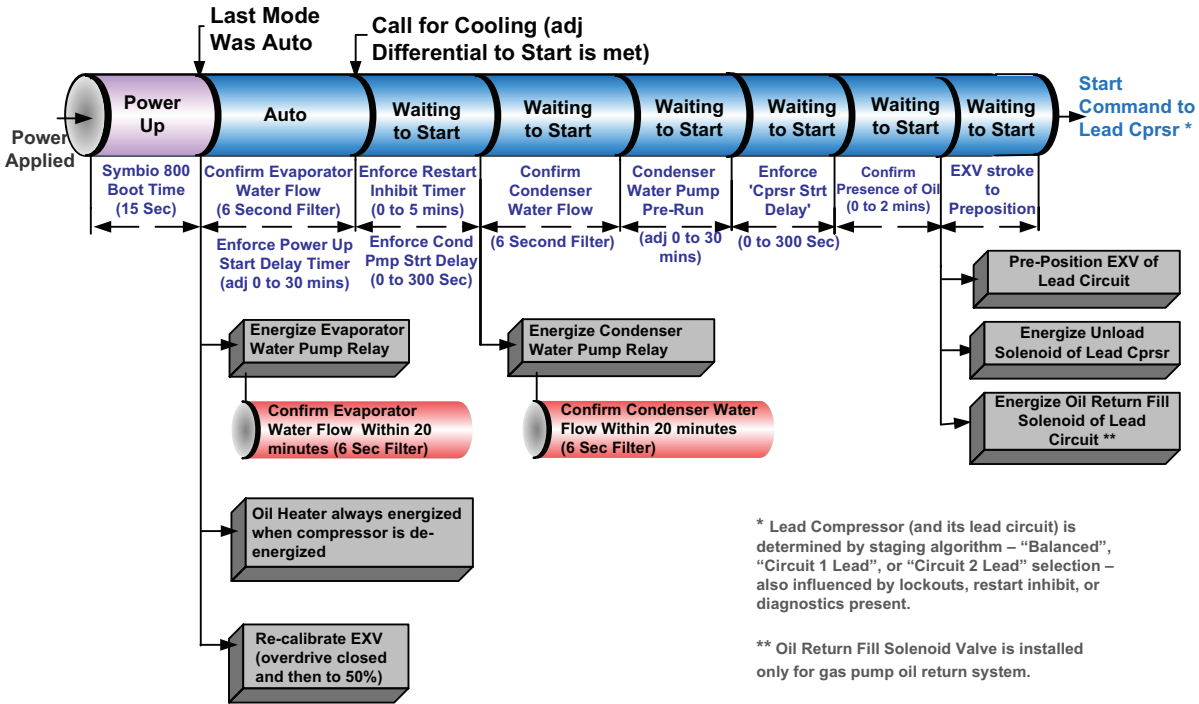 Last Mode
Was Auto
Call for Cooling (adj
Differential to Start is met)
Power
Applied
Power
Up
Auto
Waiting
to Start
Waiting
to Start
Waiting
to Start
Waiting
to Start
Waiting
to Start
Waiting
to Start
Start
Command to
Lead Cprsr *
Symbio 800
Boot Time
(15 Sec)
Confirm Evaporator
Water Flow
(6 Second Filter)
Enforce Power Up
Start Delay Timer
(adj 0 to 30 mins)
Enforce Restart
Inhibit Timer
(0 to 5 mins)
Enforce Cond
Pmp Strt Delay
(0 to 300 Sec)
Confirm
Condenser
Water Flow
(6 Second Filter)
Condenser
Water Pump
Pre-Run
(adj 0 to 30
mins)
Enforce
'Cprsr Strt
Delay'
(0 to 300 Sec)
Confirm
Presence of Oil
(0 to 2 mins)
EXV stroke
to
Preposition
Energize Evaporator
Water Pump Relay
Confirm Evaporator
Water Flow Within 20
minutes (6 Sec Filter)
Oil Heater always energized
when compressor is de-
energized
Re-calibrate EXV
(overdrive closed
and then to 50%)
Energize Condenser
Water Pump Relay
Confirm Condenser Water
Flow Within 20 minutes
(6 Sec Filter)
Pre-Position EXV of
Lead Circuit
Energize Unload
Solenoid of Lead Cprsr
Energize Oil Return Fill
Solenoid of Lead
Circuit **
* Lead Compressor (and its lead circuit) is
determined by staging algorithm – “Balanced”,
“Circuit 1 Lead”, or “Circuit 2 Lead” selection –
also influenced by lockouts, restart inhibit, or
diagnostics present.
** Oil Return Fill Solenoid Valve is installed
only for gas pump oil return system.